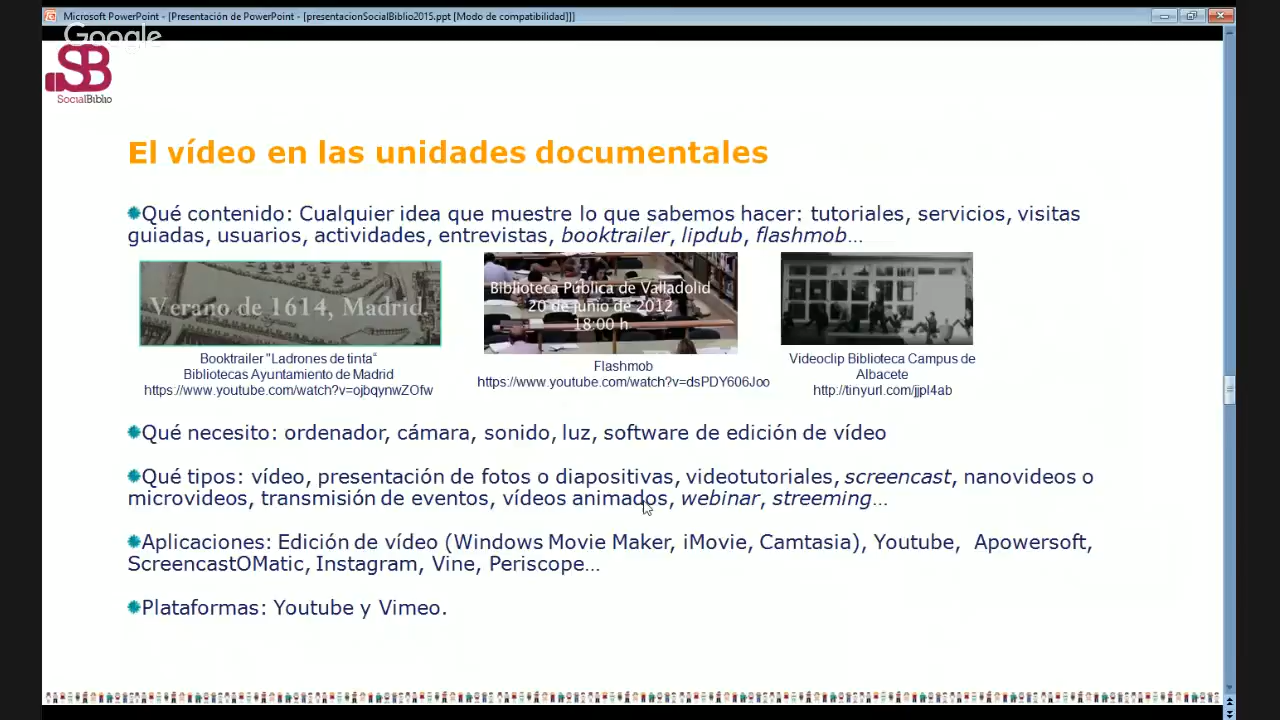 Microsoft PowerPoint - [Presentación de PowerPoint - [presentacionSocialBiblio2015.ppt [Modo de compatibilidad]]]
Google
SB
SocialBiblio
El vídeo en las unidades documentales
Qué contenido: Cualquier idea que muestre lo que sabemos hacer: tutoriales, servicios, visitas
guiadas, usuarios, actividades, entrevistas, booktrailer, lipdub, flashmob…
Verano de 1614, Madrid.
Biblioteca Pública de Valladolid
20 de junio de 2012
18:00 h
Booktrailer "Ladrones de tinta"
Bibliotecas Ayuntamiento de Madrid
https://www.youtube.com/watch?v=ojbqynwZOfw
Flashmob
https://www.youtube.com/watch?v=dsPDY606Joo
Videoclip Biblioteca Campus de
Albacete
http://tinyurl.com/jjpl4ab
Qué necesito: ordenador, cámara, sonido, luz, software de edición de vídeo
Qué tipos: vídeo, presentación de fotos o diapositivas, videotutoriales, screencast, nanovideos o
microvideos, transmisión de eventos, vídeos animados, webinar, streeming…
Aplicaciones: Edición de vídeo (Windows Movie Maker, iMovie, Camtasia), Youtube, Apowersoft,
ScreencastOMatic, Instagram, Vine, Periscope…
Plataformas: Youtube y Vimeo.